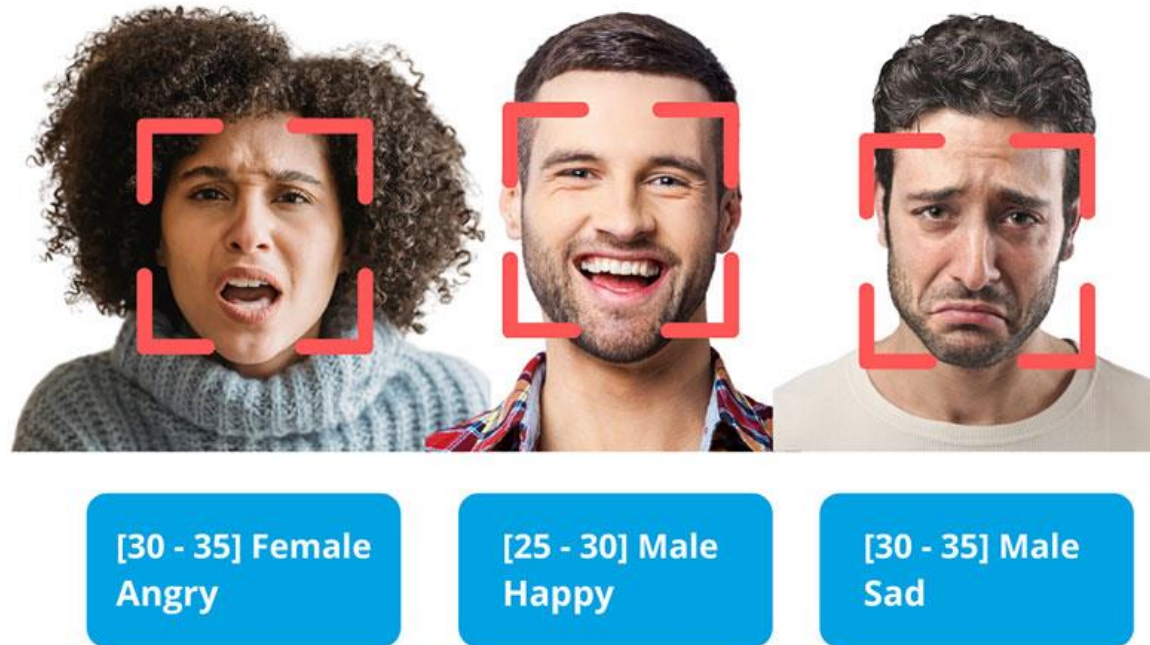 [30 - 35] Female
Angry
[25 - 30] Male
Happy
[30 - 35] Male
Sad